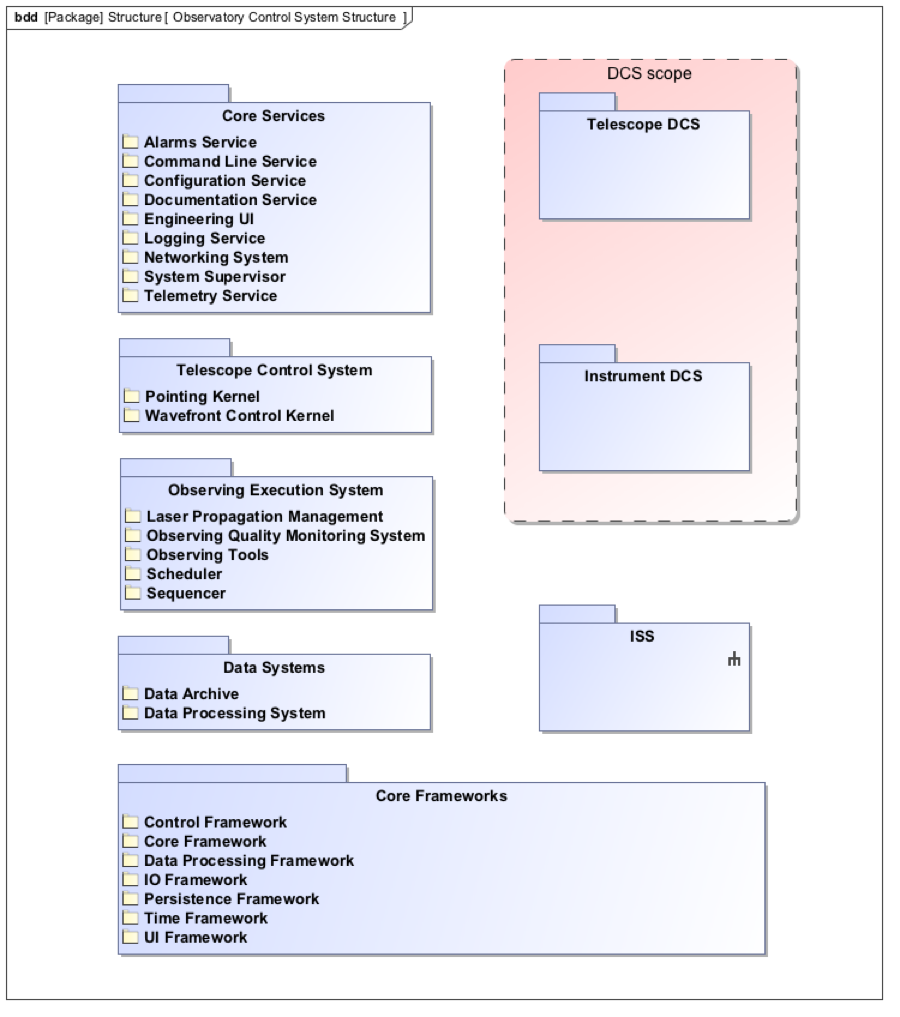 bdd [Package] Structure [ Observatory Control System Structure ]
Core Services
Alarms Service
Command Line Service
Configuration Service
Documentation Service
Engineering UI
Logging Service
Networking System
System Supervisor
Telemetry Service
Telescope Control System
Pointing Kernel
Wavefront Control Kernel
Observing Execution System
Laser Propagation Management
Observing Quality Monitoring System
Observing Tools
Scheduler
Sequencer
Data Systems
Data Archive
Data Processing System
DCS scope
Telescope DCS
Instrument DCS
ISS
Core Frameworks
Control Framework
Core Framework
Data Processing Framework
IO Framework
Persistence Framework
Time Framework
UI Framework